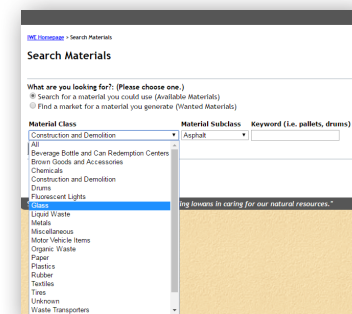 IWE Homepage > Search Materials
Search Materials
What are you looking for?: (Please choose one.)
Search for a material you could use (Available Materials)
Find a market for a material you generate (Wanted Materials)
Material Class Material Subclass Keyword (i.e. pallets, drums)
Construction and Demolition Asphalt
All
Beverage Bottle and Can Redemption Centers
Brown Goods and Accessories
Chemicals
Construction and Demolition
Drums
Fluorescent Lights
Glass
ing Iowans in caring for our natural resources."
Liquid Waste
Metals
Miscellaneous
Motor Vehicle Items
Organic Waste
Paper
Plastics
Rubber
Textiles
Tires
Unknown
Waste Transporters